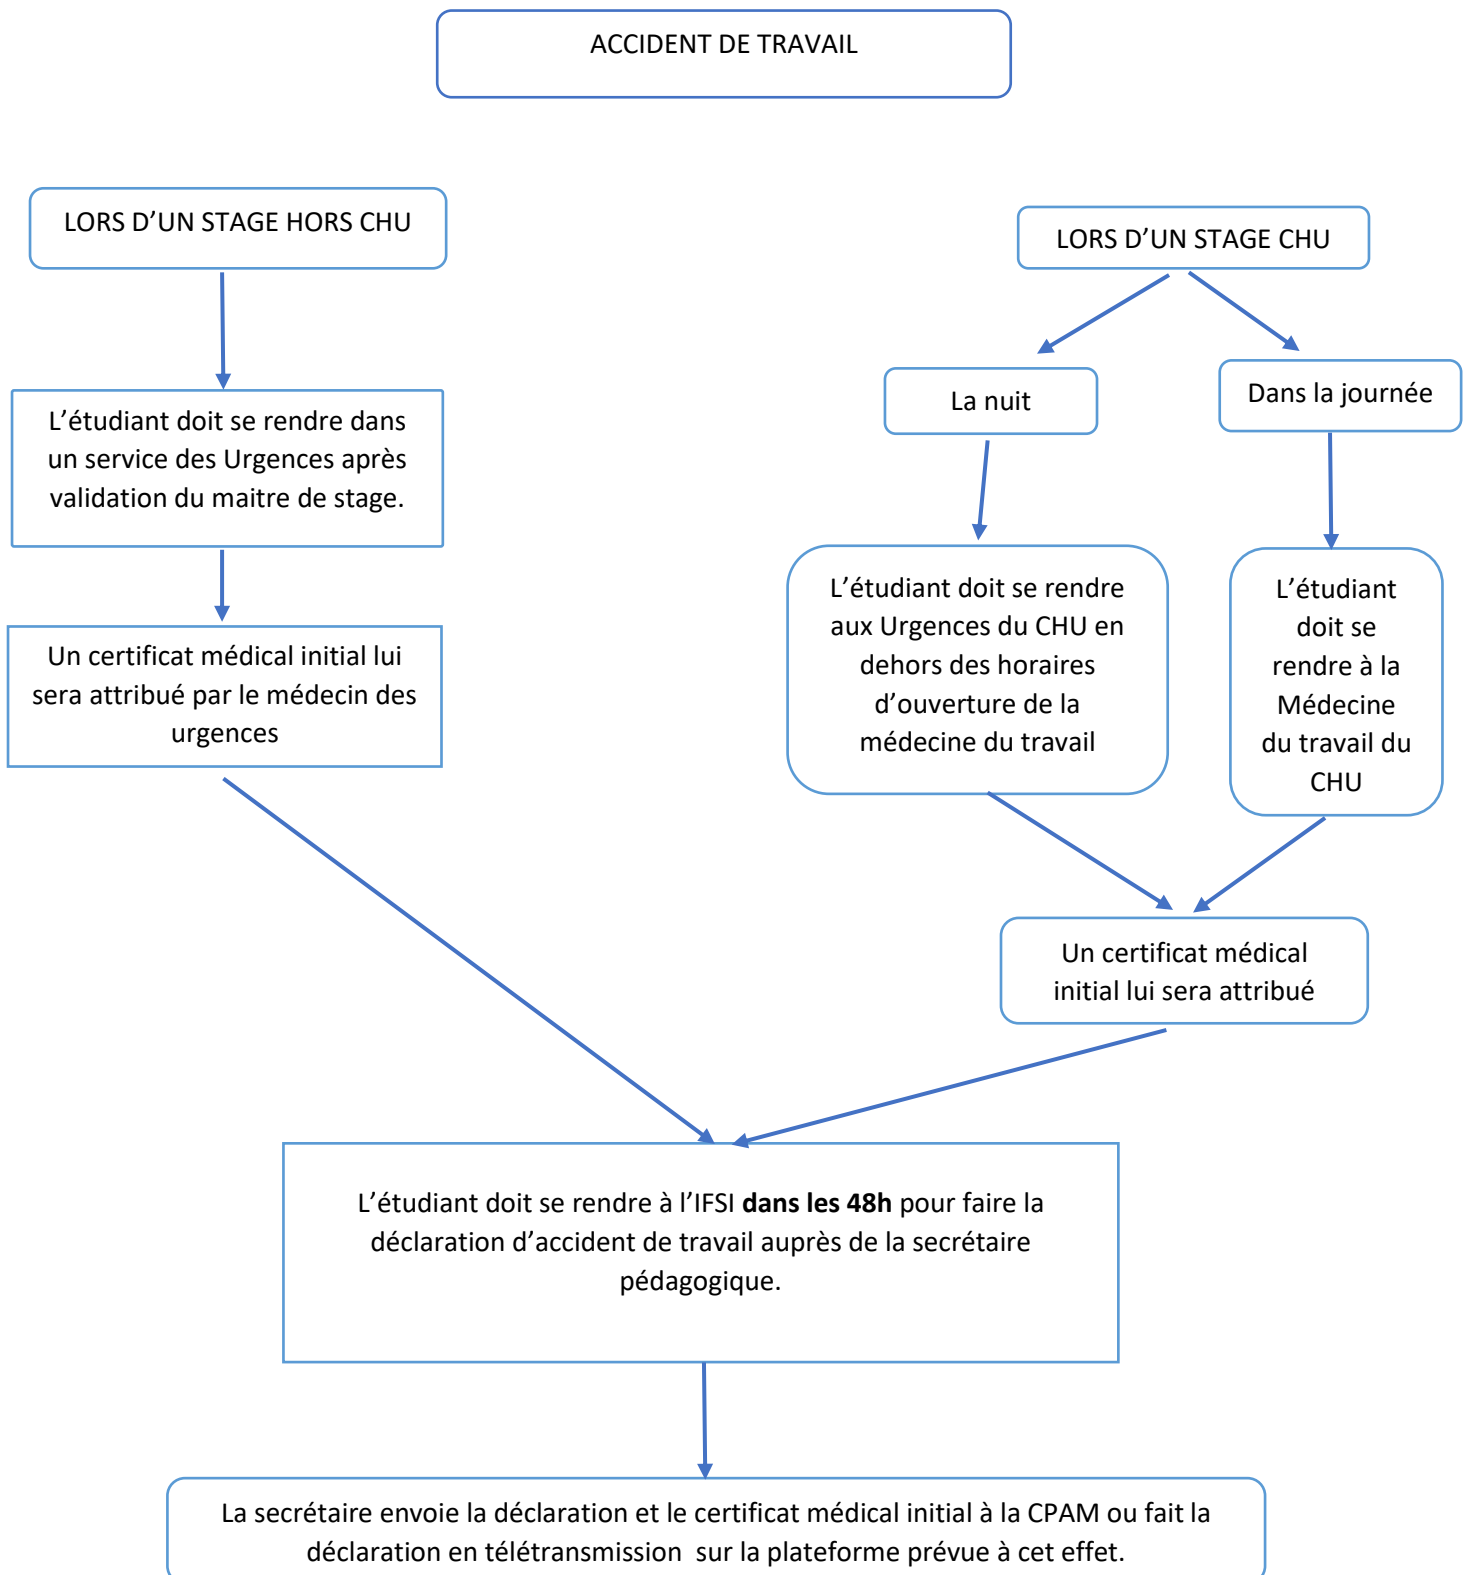 ACCIDENT DE TRAVAIL
LORS D’UN STAGE HORS CHU
L’étudiant doit se rendre dans
un service des Urgences après
validation du maitre de stage.
Un certificat médical initial lui
sera attribué par le médecin des
urgences
LORS D’UN STAGE CHU
La nuit
L’étudiant doit se rendre
aux Urgences du CHU en
dehors des horaires
d’ouverture de la
médecine du travail
Dans la journée
L’étudiant
doit se
rendre à la
Médecine
du travail du
CHU
Un certificat médical
initial lui sera attribué
L’étudiant doit se rendre à l’IFSI dans les 48h pour faire la
déclaration d’accident de travail auprès de la secrétaire
pédagogique.
La secrétaire envoie la déclaration et le certificat médical initial à la CPAM ou fait la
déclaration en télétransmission  sur la plateforme prévue à cet effet.